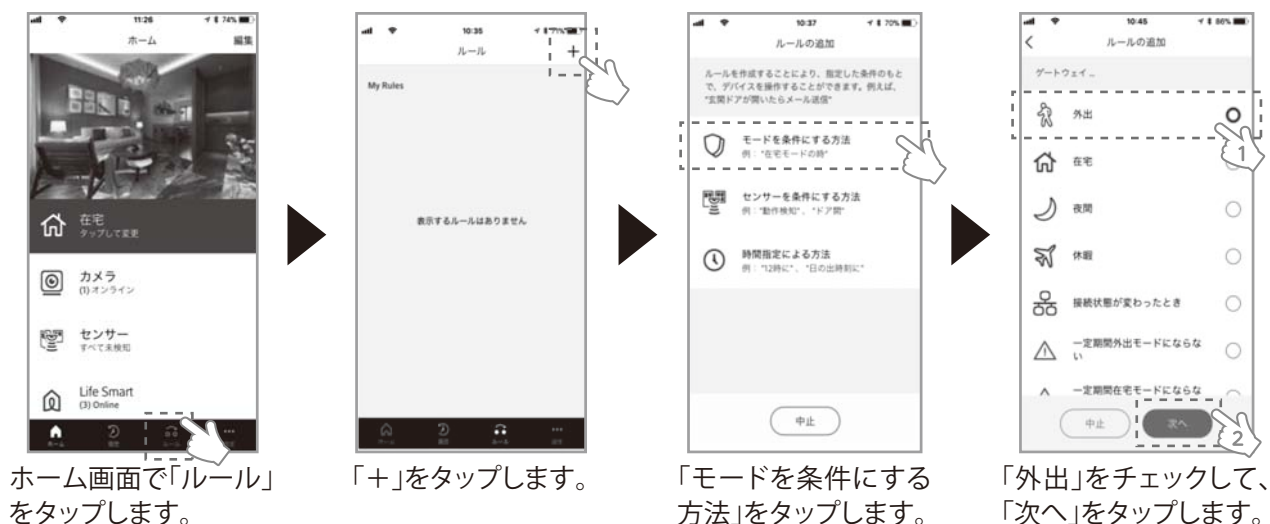 11:26
74%
ホーム
編集
在宅
タップして変更
カメラ
(1) オンライン
センサー
すべて未検知
Life Smart
(3) Online
ホーム
ホーム画面で「ルール」
をタップします。
10:35
71%
ルール
+
My Rules
表示するルールはありません
「＋」をタップします。
10:37
70%
ルールの追加
ルールを作成することにより、指定した条件のもと
で、デバイスを操作することができます。例えば、
"玄関ドアが開いたらメール送信"
モードを条件にする方法
例："在宅モードの時"
センサーを条件にする方法
例："動作検知"、"ドア開"
時間指定による方法
例："12時に"、"日の出時刻に"
中止
「モードを条件にする
方法」をタップします。
10:45
86%
ルールの追加
ゲートウェイ ..
外出
1
在宅
夜間
休暇
接続状態が変わったとき
一定期間外出モードにならな
い
一定期間在宅モードにならな
中止
次へ
2
「外出」をチェックして、
「次へ」をタップします。